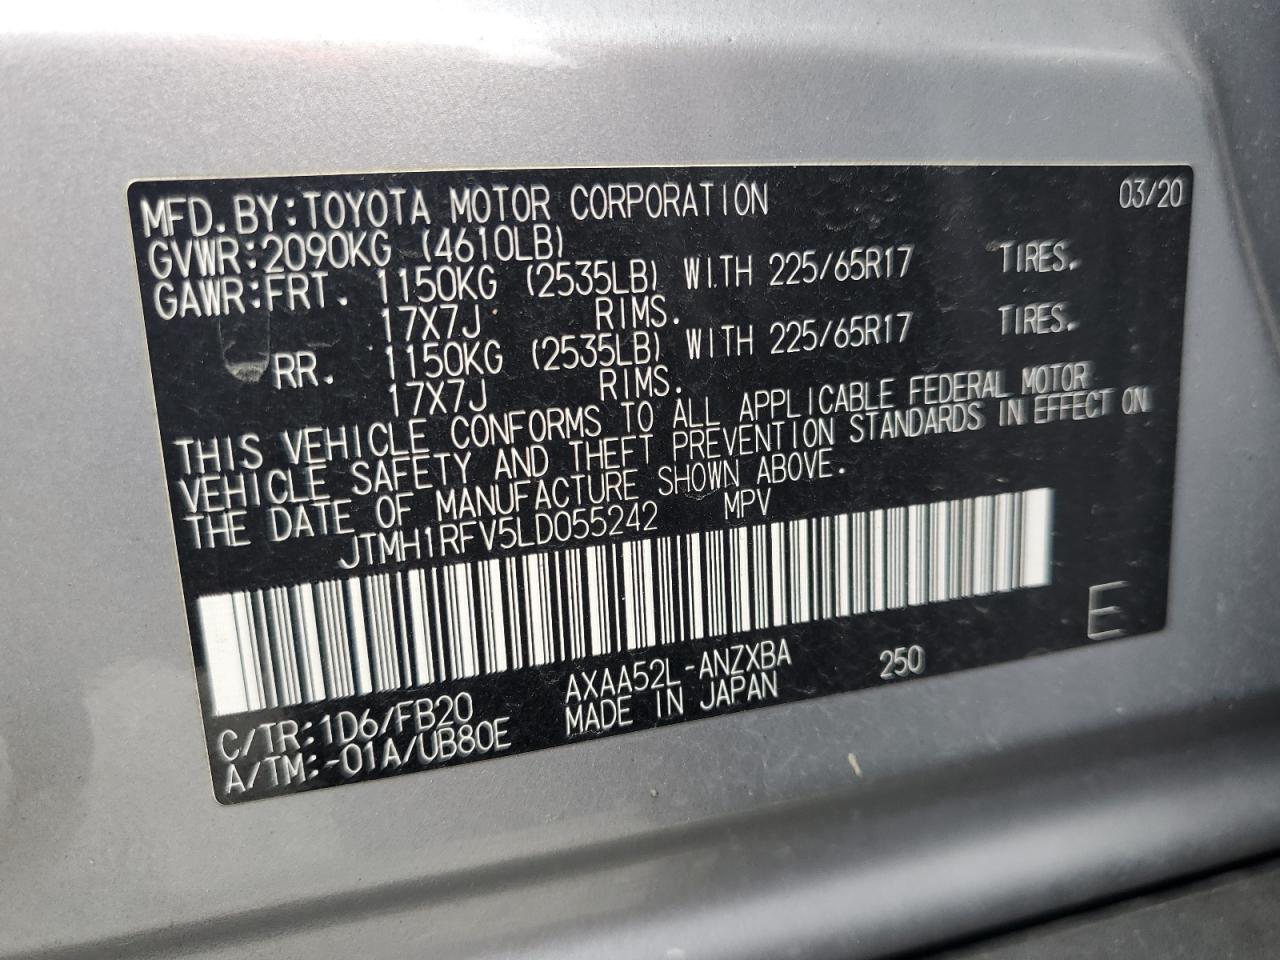 MFD.BY:TOYOTA MOTOR CORPORATION 03/20
GVWR:2090KG (4610LB)
GAWR:FRT. 1150KG (2535LB) WITH 225/65R17 TIRES.
17X7J RIMS.
RR. 1150KG (2535LB) WITH 225/65R17 TIRES.
17X7J RIMS.
THIS VEHICLE CONFORMS TO ALL APPLICABLE FEDERAL MOTOR
VEHICLE SAFETY AND THEFT PREVENTION STANDARDS IN EFFECT ON
THE DATE OF MANUFACTURE SHOWN ABOVE.
JTMH1RFV5LD055242 MPV
E
C/TR:1D6/FB20 AXAA52L-ANZXBA 250
A/TM:-01A/UB80E MADE IN JAPAN